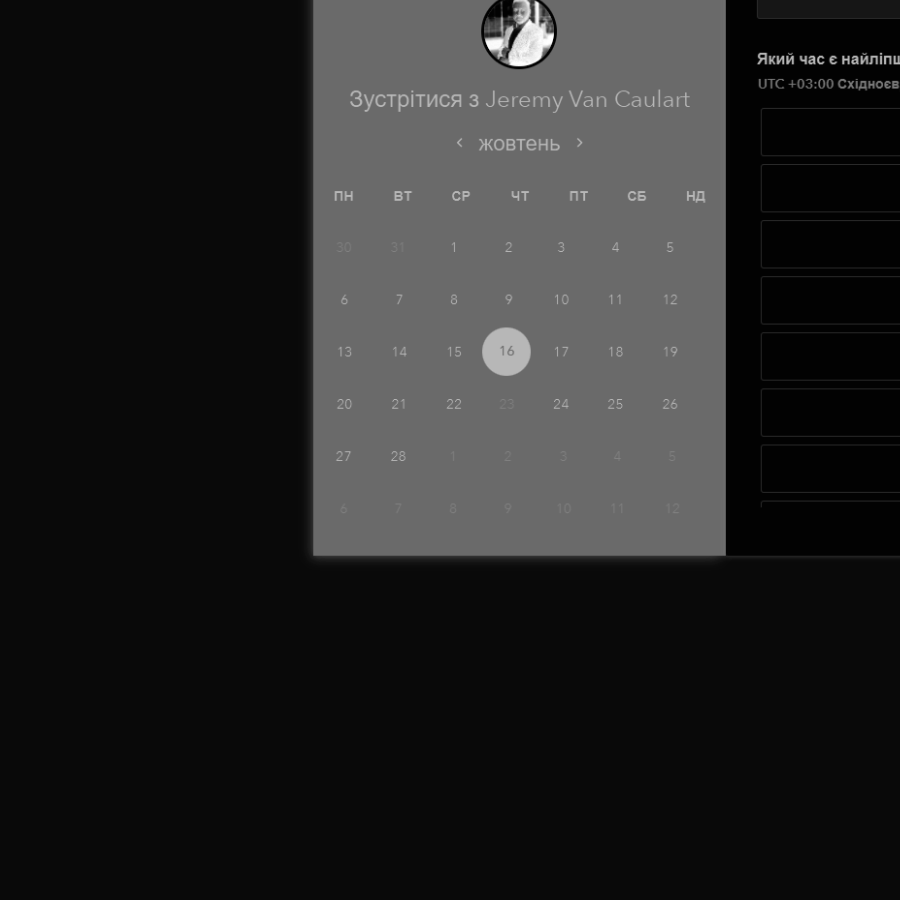 Який час є найліпш
UTC +03:00 Східноєв
Зустрітися з Jeremy Van Caulart
< жовтень >
ПН ВТ СР ЧТ ПТ СБ НД
30 31 1 2 3 4 5
6 7 8 9 10 11 12
13 14 15 16 17 18 19
20 21 22 23 24 25 26
27 28 1 2 3 4 5
6 7 8 9 10 11 12